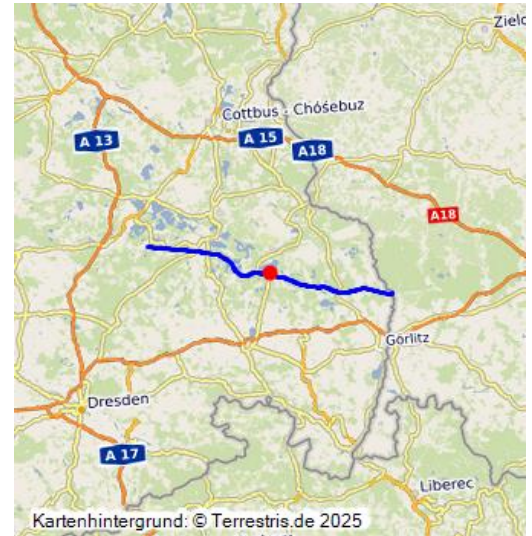 Zielo
Cottbus - Chóśebuz
A 13
A 15
A18
A18
Görlitz
Dresden
A 17
Liberec
Kartenhintergrund: © Terrestris.de 2025